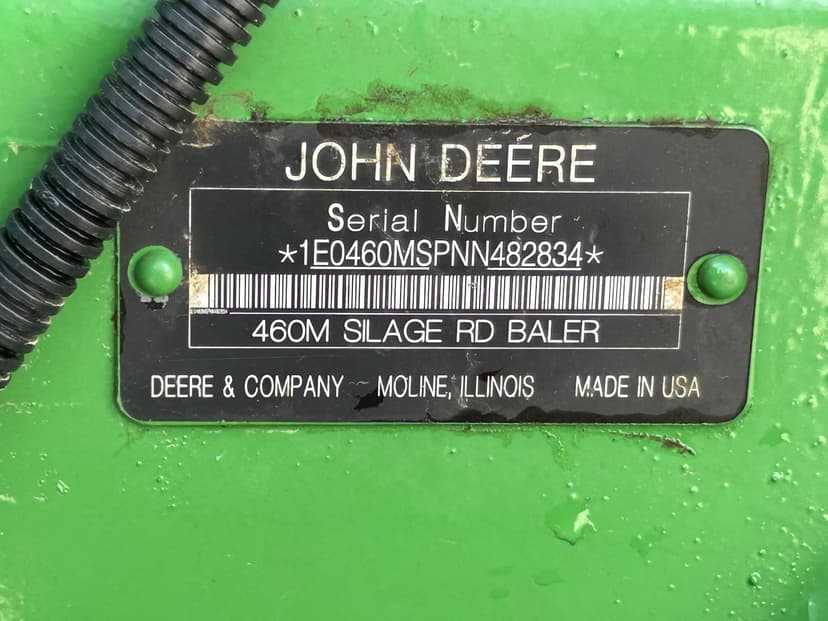 JOHN DEERE
Serial Number
*1E0460MSPNN482834*
460M SILAGE RD BALER
DEERE & COMPANY MOLINE, ILLINOIS MADE IN USA